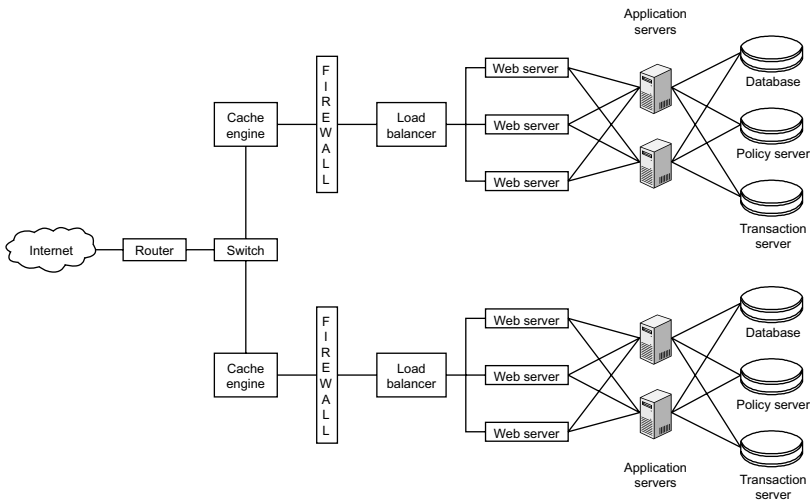 Application
servers
Web server
Database
F
I
R
E
W
A
L
L
Cache
engine
Load
balancer
Web server
Policy server
Web server
Transaction
server
Internet
Router
Switch
Database
F
I
R
E
W
A
L
L
Web server
Cache
engine
Load
balancer
Web server
Policy server
Web server
Application
servers
Transaction
server